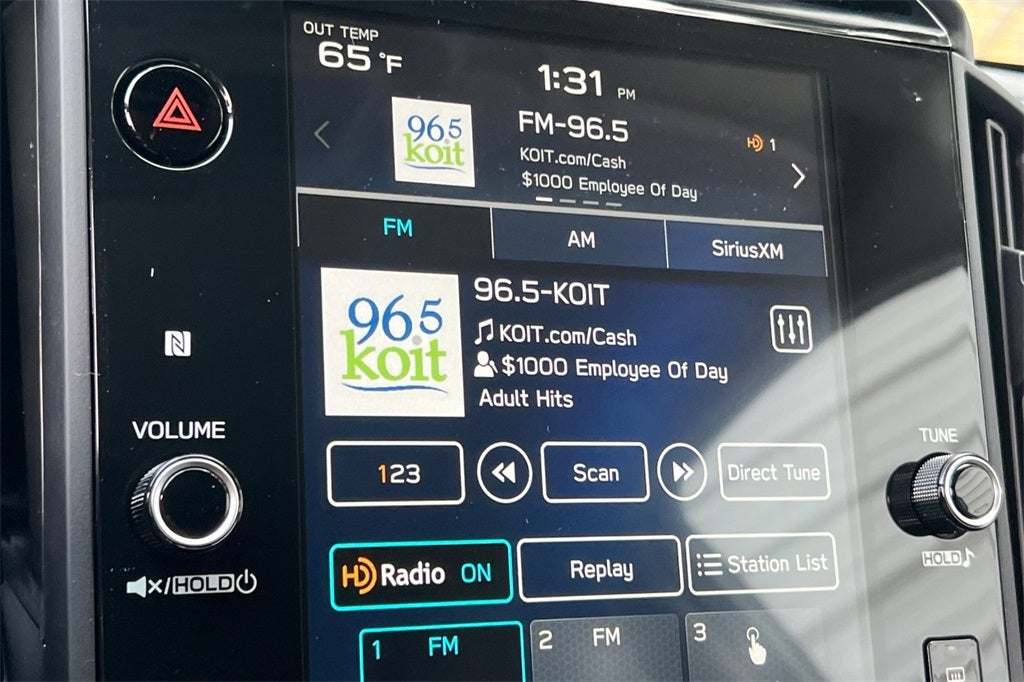 OUT TEMP
65 °F
1:31 PM
96.5
koit
FM-96.5
KOIT.com/Cash
$1000 Employee Of Day
HD 1
FM
AM
SiriusXM
96.5
koit
96.5-KOIT
KOIT.com/Cash
$1000 Employee Of Day
Adult Hits
VOLUME
TUNE
123
Scan
Direct Tune
/HOLD
HOLD
HD Radio ON
Replay
Station List
1 FM
2 FM
3